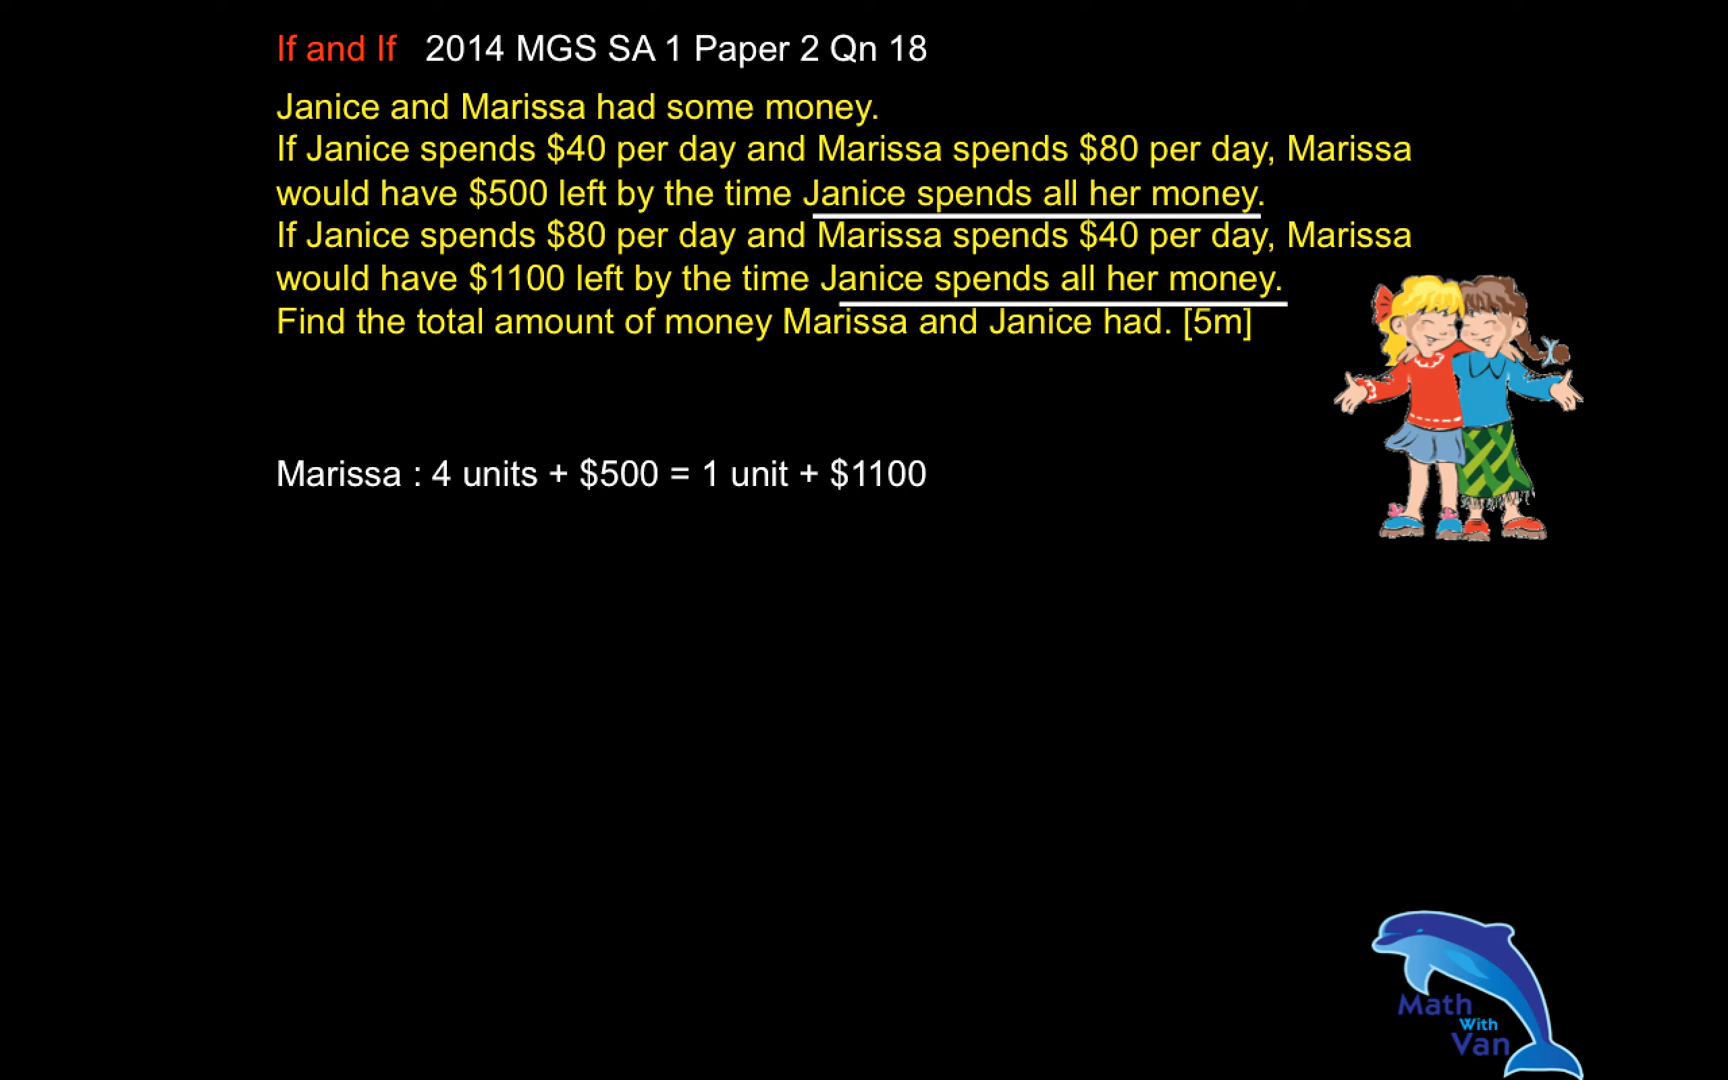 If and If 2014 MGS SA 1 Paper 2 Qn 18
Janice and Marissa had some money.
If Janice spends $40 per day and Marissa spends $80 per day, Marissa
would have $500 left by the time Janice spends all her money.
If Janice spends $80 per day and Marissa spends $40 per day, Marissa
would have $1100 left by the time Janice spends all her money.
Find the total amount of money Marissa and Janice had. [5m]
Marissa : 4 units + $500 = 1 unit + $1100
Math
With
Van